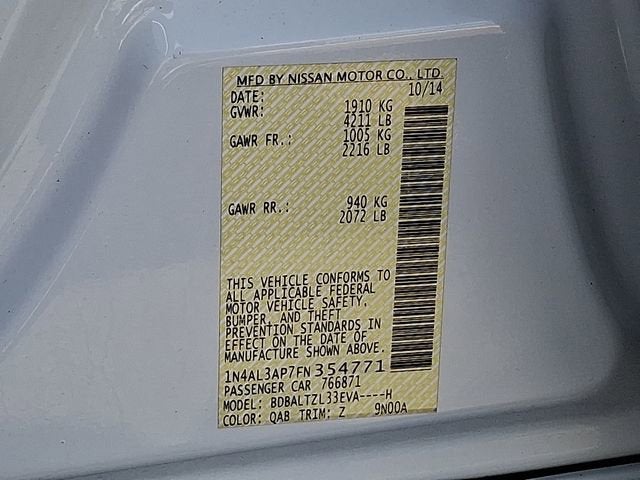 MFD BY NISSAN MOTOR CO., LTD.
DATE: 10/14
GVWR: 1910 KG
4211 LB
GAWR FR.: 1005 KG
2216 LB
GAWR RR.: 940 KG
2072 LB
THIS VEHICLE CONFORMS TO
ALL APPLICABLE FEDERAL
MOTOR VEHICLE SAFETY,
BUMPER, AND THEFT
PREVENTION STANDARDS IN
EFFECT ON THE DATE OF
MANUFACTURE SHOWN ABOVE.
1N4AL3AP7FN354771
PASSENGER CAR 766871
MODEL: BDBALTZL33EVA----H
COLOR: QAB TRIM: Z 9N00A